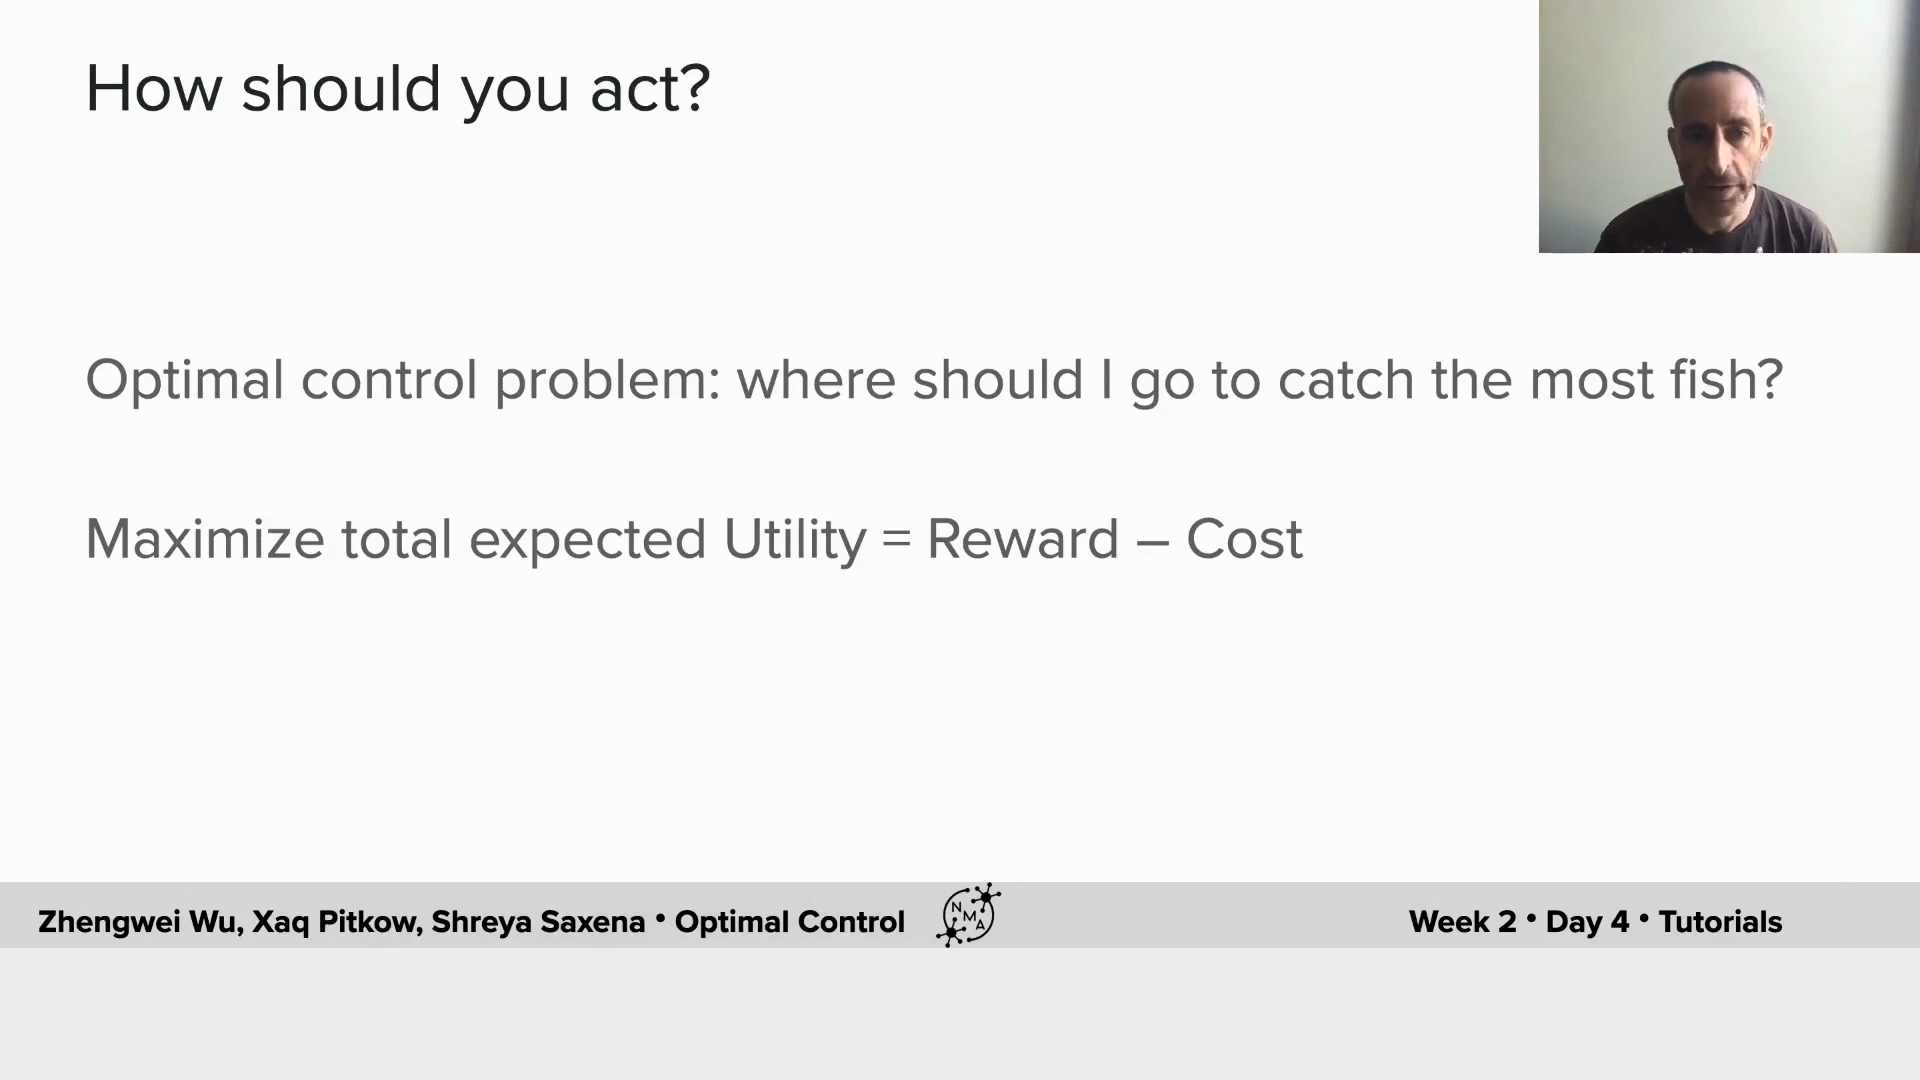 How should you act?
Optimal control problem: where should I go to catch the most fish?
Maximize total expected Utility = Reward – Cost
Zhengwei Wu, Xaq Pitkow, Shreya Saxena • Optimal Control
NMA
Week 2 • Day 4 • Tutorials